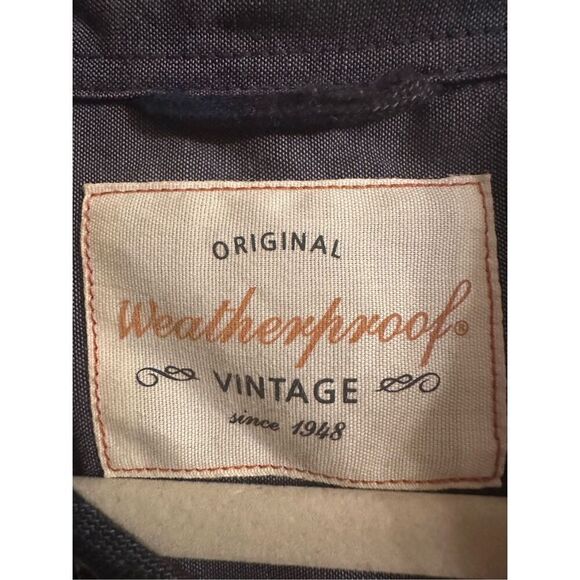 ORIGINAL
Weatherproof®
VINTAGE
since 1948